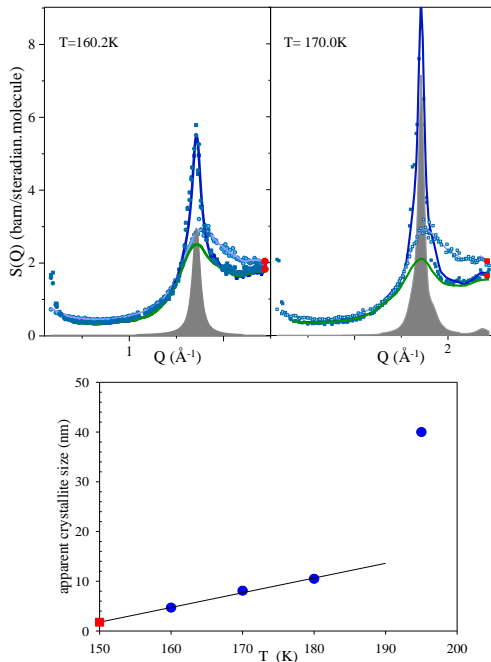 T=160.2K
T= 170.0K
S(Q) (barn/steradian molecule)
8
6
4
2
0
1
2
Q (Å-1)
Q (Å-1)
apparent crystallite size (nm)
50
40
30
20
10
0
150
160
170
180
190
200
T (K)